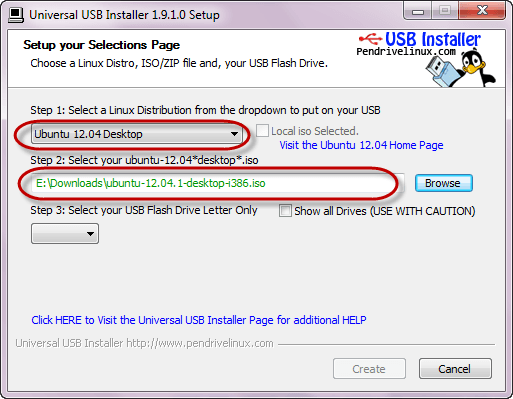 Universal USB Installer 1.9.1.0 Setup
Setup your Selections Page
Choose a Linux Distro, ISO/ZIP file and, your USB Flash Drive.
USB Installer
Pendrivelinux.com
Step 1: Select a Linux Distribution from the dropdown to put on your USB
Ubuntu 12.04 Desktop
Local iso Selected.
Visit the Ubuntu 12.04 Home Page
Step 2: Select your ubuntu-12.04*desktop*.iso
E:\Downloads\ubuntu-12.04.1-desktop-i386.iso
Browse
Step 3: Select your USB Flash Drive Letter Only
Show all Drives (USE WITH CAUTION)
Click HERE to Visit the Universal USB Installer Page for additional HELP
Universal USB Installer http://www.pendrivelinux.com
Create
Cancel